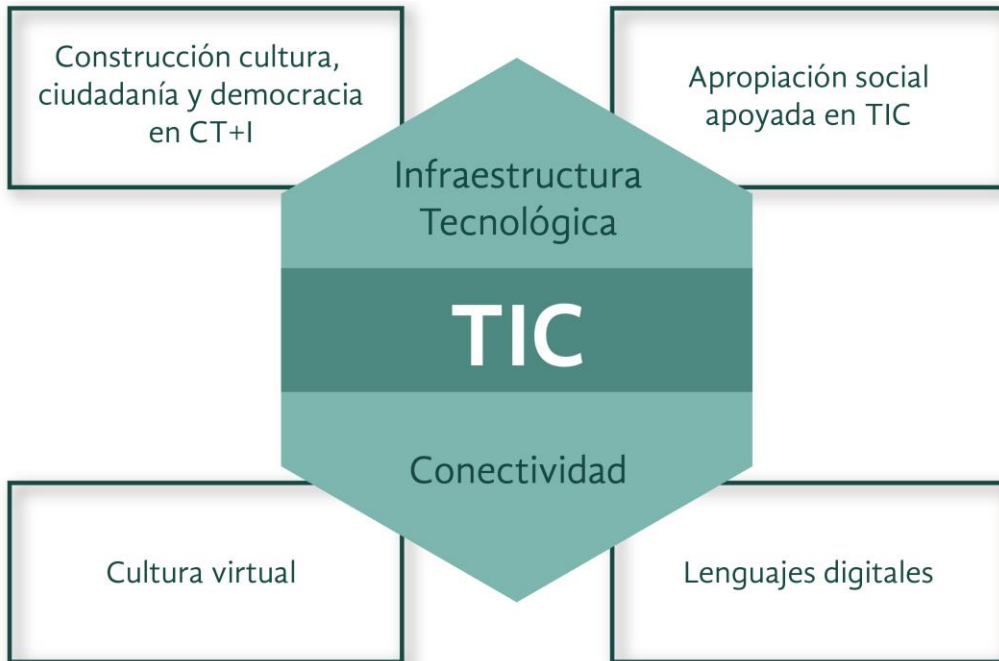 Construcción cultura,
ciudadanía y democracia
en CT+I
Apropiación social
apoyada en TIC
Infraestructura
Tecnológica
TIC
Conectividad
Cultura virtual
Lenguajes digitales